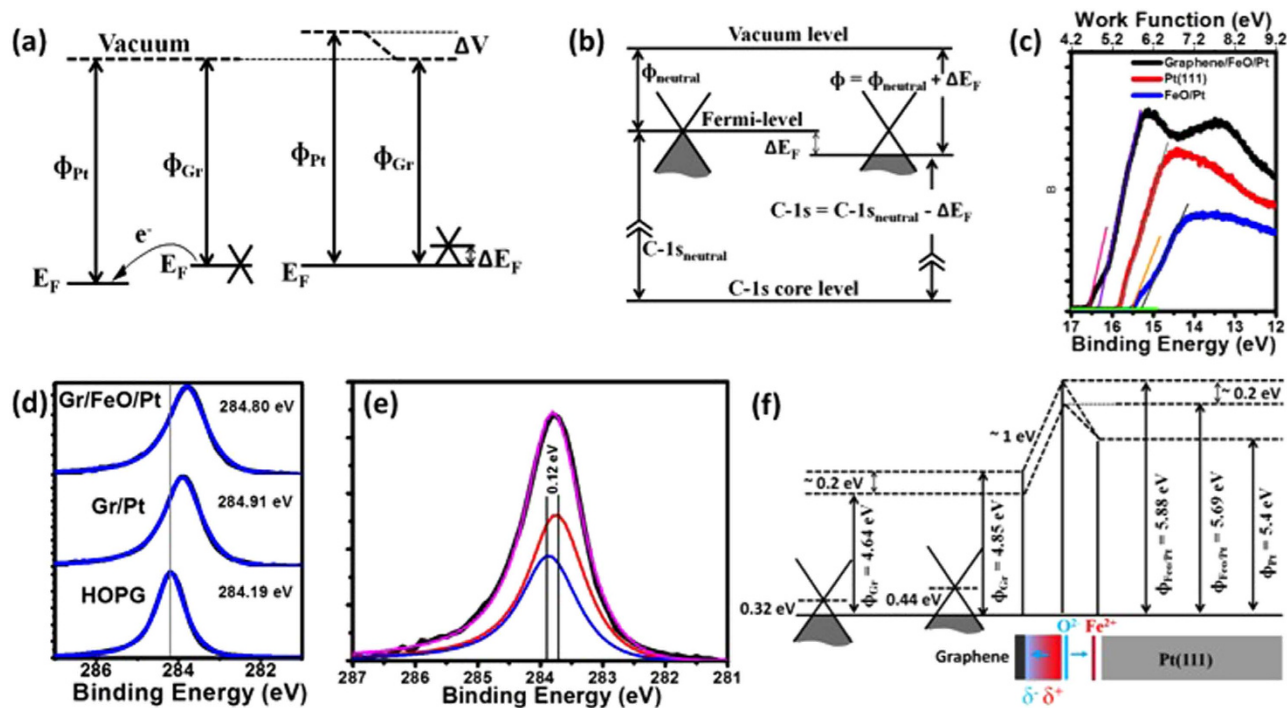 (a)
Vacuum
ΔV
ΦPt
ΦGr
ΦPt
ΦGr
e-
EF
EF
EF
ΔEF
(b)
Vacuum level
Φneutral
Φ = Φneutral + ΔEF
Fermi-level
ΔEF
C-1s = C-1sneutral - ΔEF
C-1sneutral
C-1s core level
(c)
Work Function (eV)
4.2 5.2 6.2 7.2 8.2 9.2
Graphene/FeO/Pt
Pt(111)
FeO/Pt
B
17 16 15 14 13 12
Binding Energy (eV)
(d)
Gr/FeO/Pt
284.80 eV
Gr/Pt
284.91 eV
HOPG
284.19 eV
286 284 282
Binding Energy (eV)
(e)
0.12 eV
287 286 285 284 283 282 281
Binding Energy (eV)
(f)
~ 0.2 eV
~ 1 eV
~ 0.2 eV
ΦGr = 4.64 eV
ΦGr = 4.85 eV
ΦFeo/Pt = 5.88 eV
ΦFeo/Pt = 5.69 eV
ΦPt = 5.4 eV
0.32 eV
0.44 eV
O2- Fe2+
Graphene
Pt(111)
δ- δ+